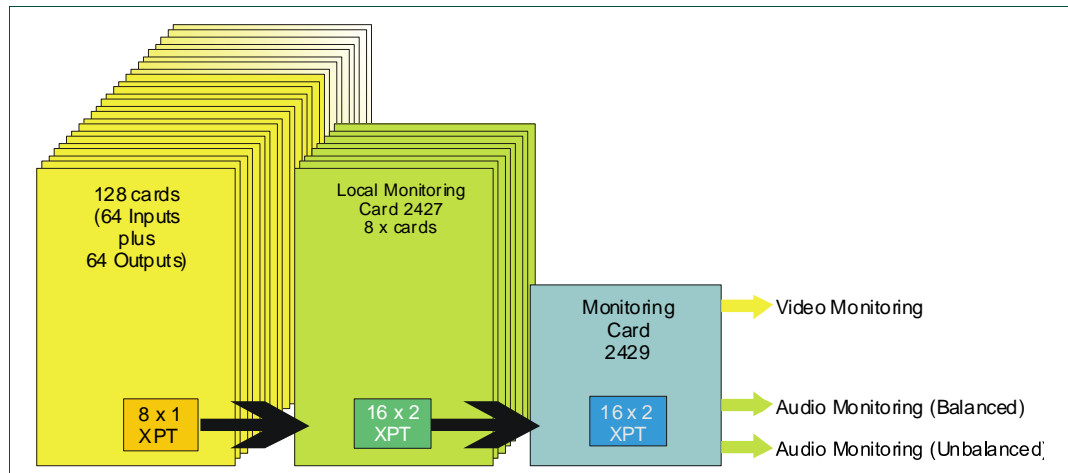 128 cards
(64 Inputs
plus
64 Outputs)
8 x 1
XPT
Local Monitoring
Card 2427
8 x cards
16 x 2
XPT
Monitoring
Card
2429
16 x 2
XPT
Video Monitoring
Audio Monitoring (Balanced)
Audio Monitoring (Unbalanced)